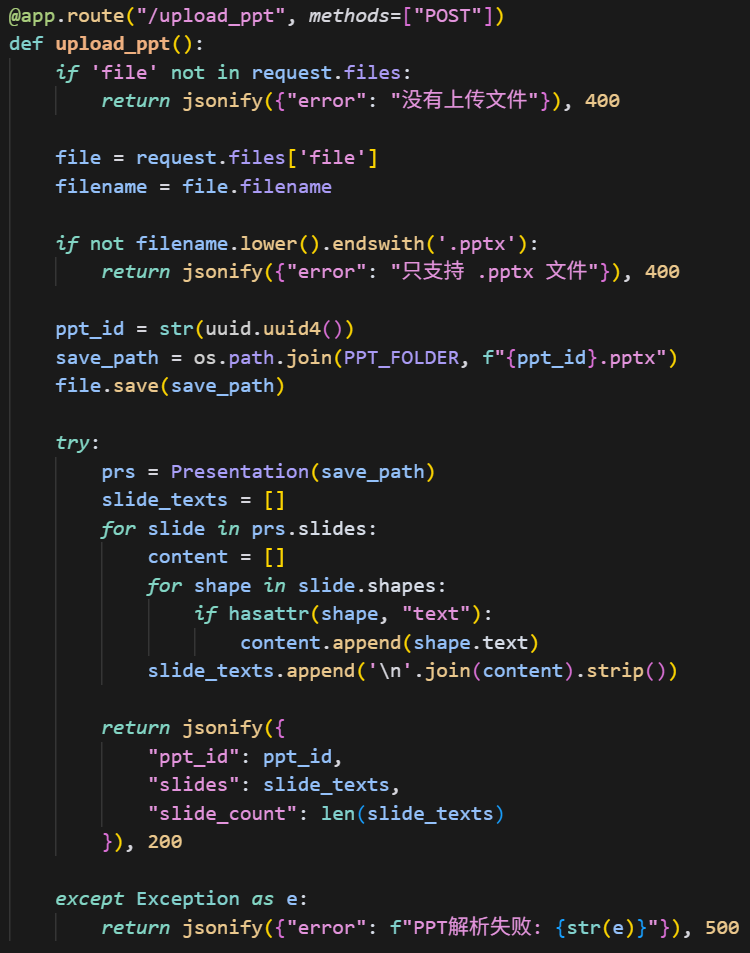 @app.route("/upload_ppt", methods=["POST"])
def upload_ppt():
    if 'file' not in request.files:
        return jsonify({"error": "没有上传文件"}), 400

    file = request.files['file']
    filename = file.filename

    if not filename.lower().endswith('.pptx'):
        return jsonify({"error": "只支持 .pptx 文件"}), 400

    ppt_id = str(uuid.uuid4())
    save_path = os.path.join(PPT_FOLDER, f"{ppt_id}.pptx")
    file.save(save_path)

    try:
        prs = Presentation(save_path)
        slide_texts = []
        for slide in prs.slides:
            content = []
            for shape in slide.shapes:
                if hasattr(shape, "text"):
                    content.append(shape.text)
            slide_texts.append('\n'.join(content).strip())

        return jsonify({
            "ppt_id": ppt_id,
            "slides": slide_texts,
            "slide_count": len(slide_texts)
        }), 200

    except Exception as e:
        return jsonify({"error": f"PPT解析失败: {str(e)}"}), 500